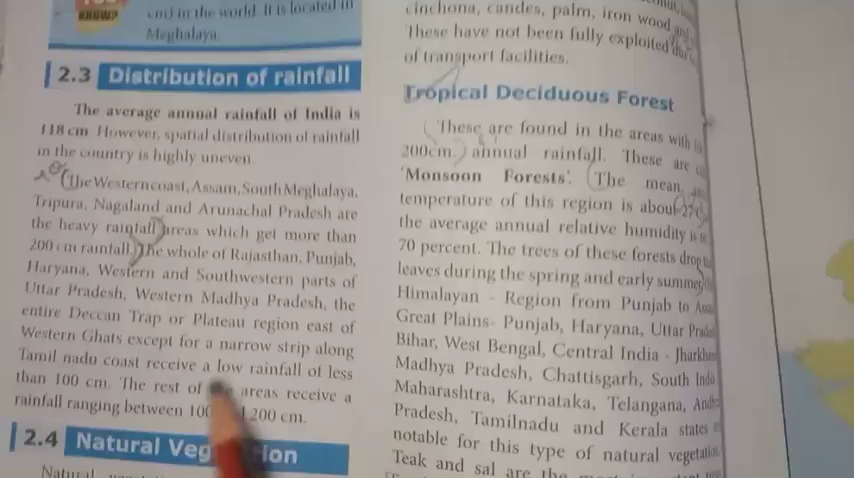 KNOW?
cm) in the world. It is located in
Meghalaya.
2.3 Distribution of rainfall
The average annual rainfall of India is
118 cm. However, spatial distribution of rainfall
in the country is highly uneven.
The Western coast, Assam, South Meghalaya,
Tripura, Nagaland and Arunachal Pradesh are
the heavy rainfall areas which get more than
200 cm rainfall. The whole of Rajasthan, Punjab,
Haryana, Western and Southwestern parts of
Uttar Pradesh, Western Madhya Pradesh, the
entire Deccan Trap or Plateau region east of
Western Ghats except for a narrow strip along
Tamil nadu coast receive a low rainfall of less
than 100 cm. The rest of areas receive a
rainfall ranging between 100 200 cm.
2.4 Natural
Natural
cinchona, candes, palm, iron wood
These have not been fully exploited
of transport facilities.
Tropical Deciduous Forest
These are found in the areas with
200cm. annual rainfall. These are
'Monsoon Forests'. The mean
temperature of this region is about 27
the average annual relative humidity is
70 percent. The trees of these forests drop
leaves during the spring and early summer
Himalayan - Region from Punjab to
Great Plains- Punjab, Haryana, Uttar
Bihar, West Bengal, Central India -
Madhya Pradesh, Chattisgarh, South
Maharashtra, Karnataka, Telangana,
Pradesh, Tamilnadu and Kerala states
notable for this type of natural
Teak and sal are the